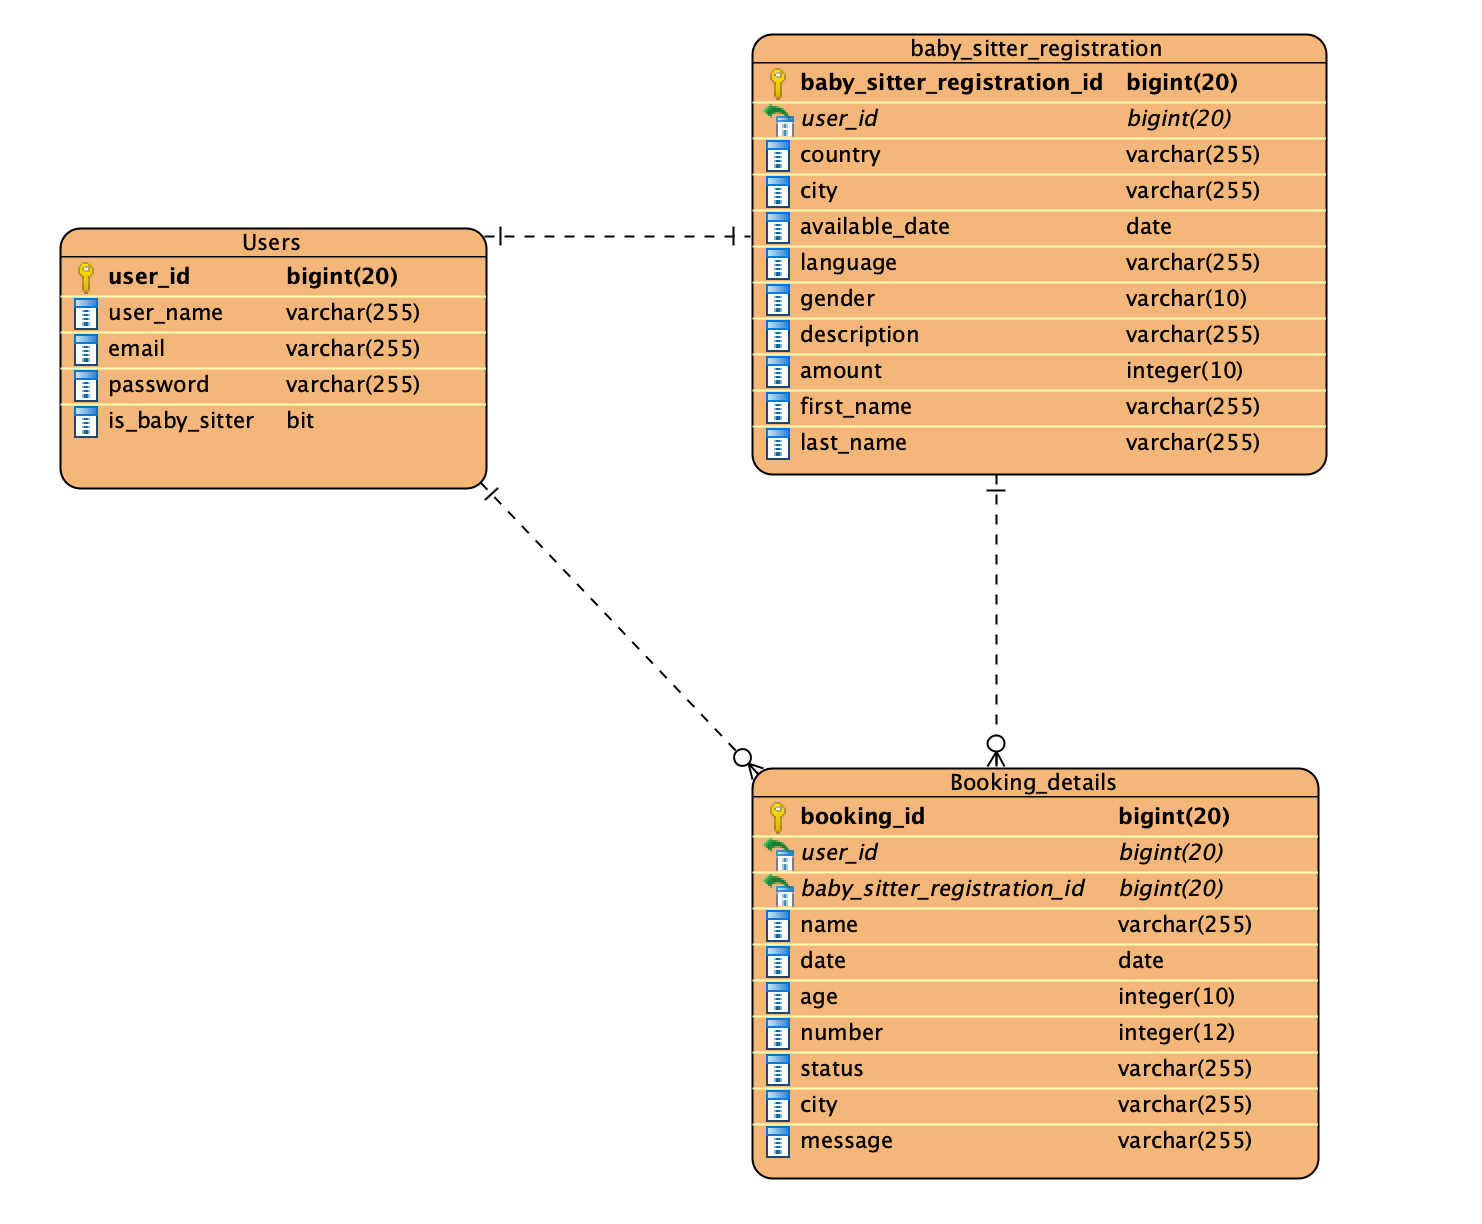 baby_sitter_registration
baby_sitter_registration_id bigint(20)
user_id bigint(20)
country varchar(255)
city varchar(255)
available_date date
language varchar(255)
gender varchar(10)
description varchar(255)
amount integer(10)
first_name varchar(255)
last_name varchar(255)
Users
user_id bigint(20)
user_name varchar(255)
email varchar(255)
password varchar(255)
is_baby_sitter bit
Booking_details
booking_id bigint(20)
user_id bigint(20)
baby_sitter_registration_id bigint(20)
name varchar(255)
date date
age integer(10)
number integer(12)
status varchar(255)
city varchar(255)
message varchar(255)